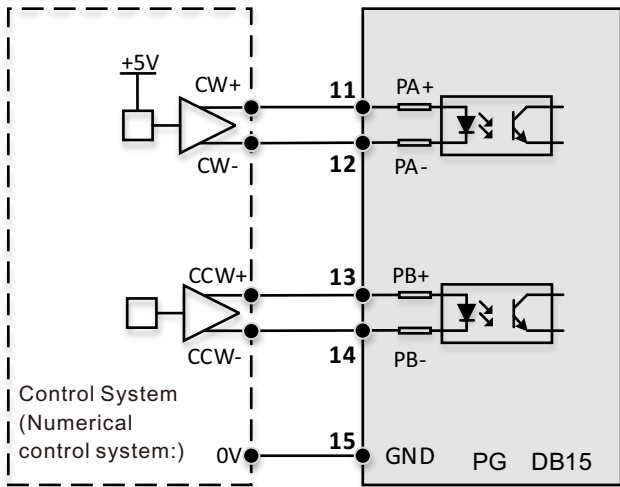 +5V
CW+ 11 PA+
CW- 12 PA-
CCW+ 13 PB+
CCW- 14 PB-
Control System
(Numerical
control system:)
0V 15 GND PG DB15